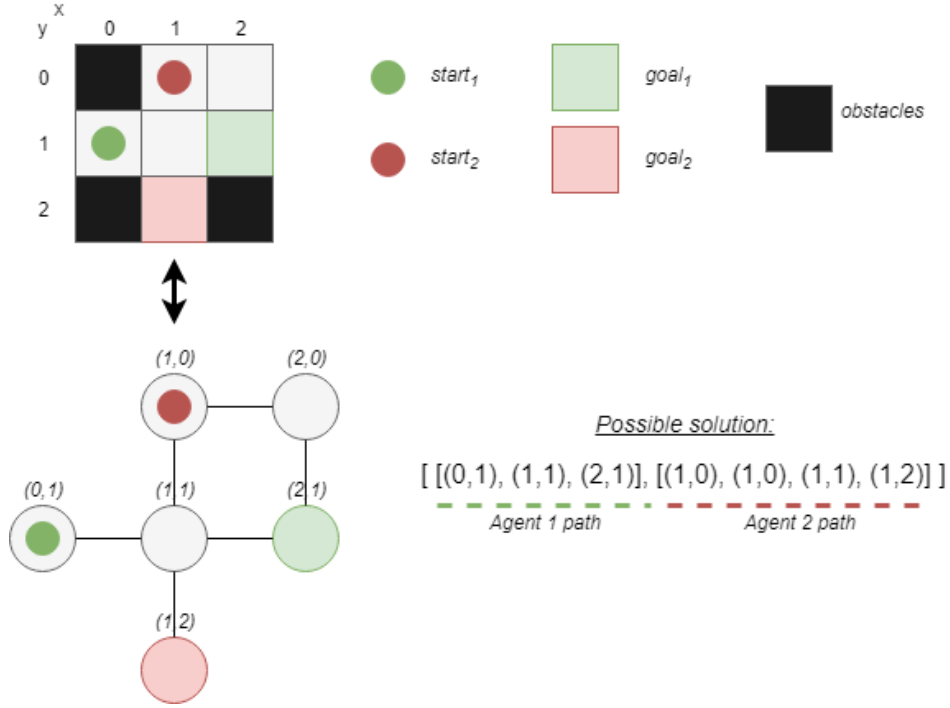 x
y 0 1 2
0
1
2
start1
start2
goal1
goal2
obstacles
(1,0) (2,0)
(0,1) (1,1) (2,1)
(1,2)
Possible solution:
[ [(0,1), (1,1), (2,1)], [(1,0), (1,0), (1,1), (1,2)] ]
Agent 1 path Agent 2 path